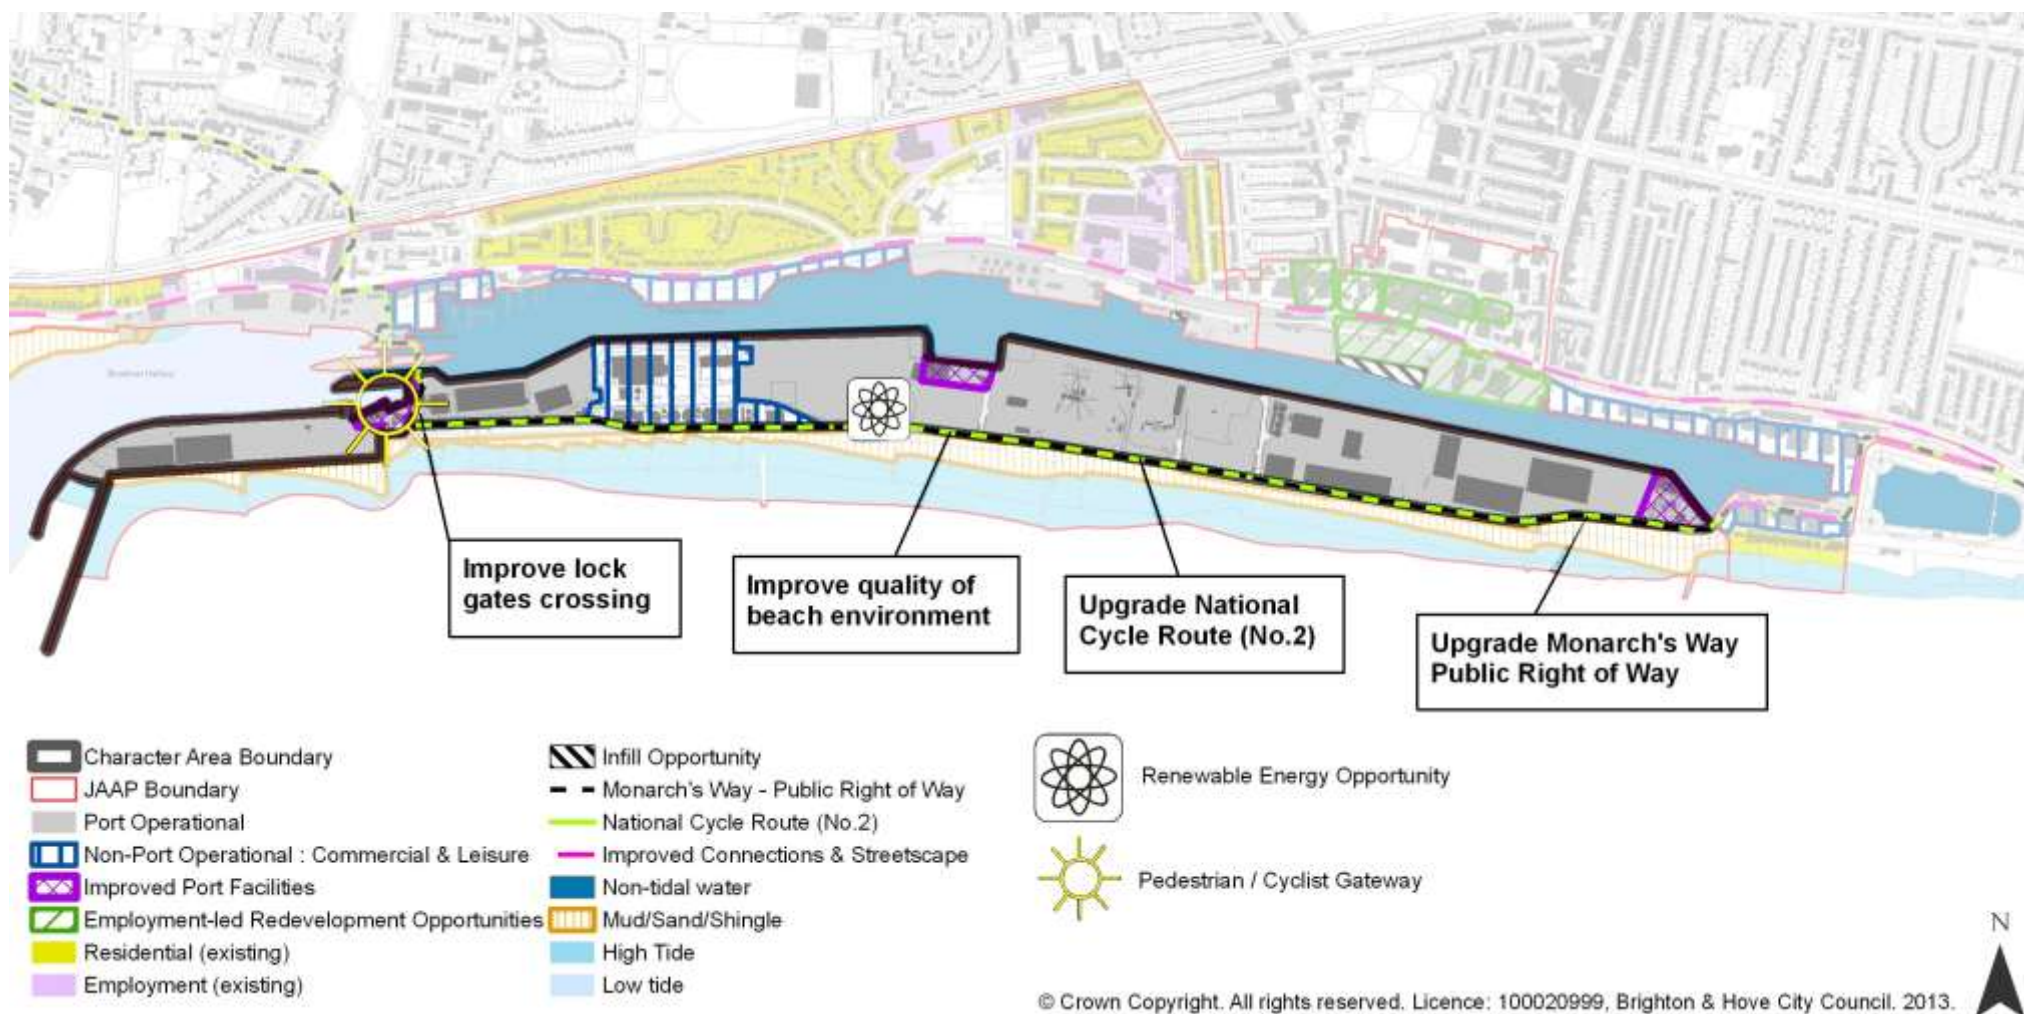 Improve lock
gates crossing
Improve quality of
beach environment
Upgrade National
Cycle Route (No.2)
Upgrade Monarch's Way
Public Right of Way
Character Area Boundary
JAAP Boundary
Port Operational
Non-Port Operational : Commercial & Leisure
Improved Port Facilities
Employment-led Redevelopment Opportunities
Residential (existing)
Employment (existing)
Infill Opportunity
Monarch's Way - Public Right of Way
National Cycle Route (No.2)
Improved Connections & Streetscape
Non-tidal water
Mud/Sand/Shingle
High Tide
Low tide
Renewable Energy Opportunity
Pedestrian / Cyclist Gateway
N
© Crown Copyright. All rights reserved. Licence: 100020999, Brighton & Hove City Council. 2013.